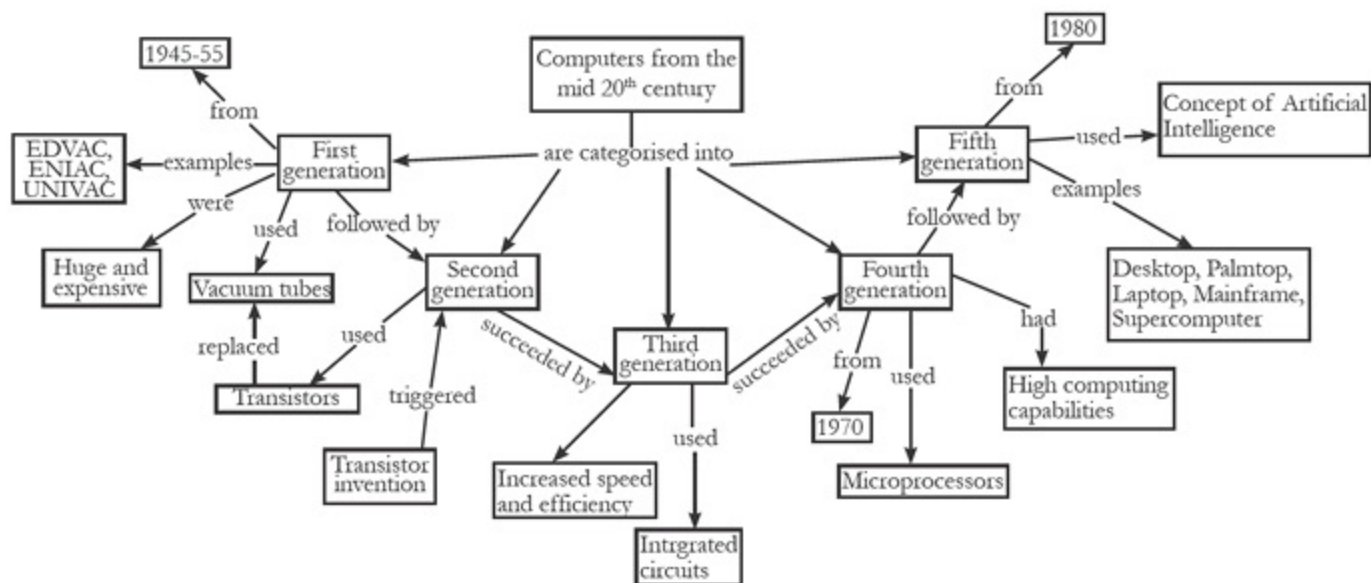 1945-55
Computers from the
mid 20th century
1980
from
from
Concept of Artificial
Intelligence
EDVAC,
ENIAC,
UNIVAC
examples
First
generation
are categorised into
Fifth
generation
used
were
used
followed by
followed by
examples
Huge and
expensive
Vacuum tubes
Second
generation
Fourth
generation
Desktop, Palmtop,
Laptop, Mainframe,
Supercomputer
replaced
used
succeeded by
Third
generation
succeeded by
from
used
had
Transistors
triggered
used
1970
High computing
capabilities
Transistor
invention
Increased speed
and efficiency
Microprocessors
Intrgrated
circuits